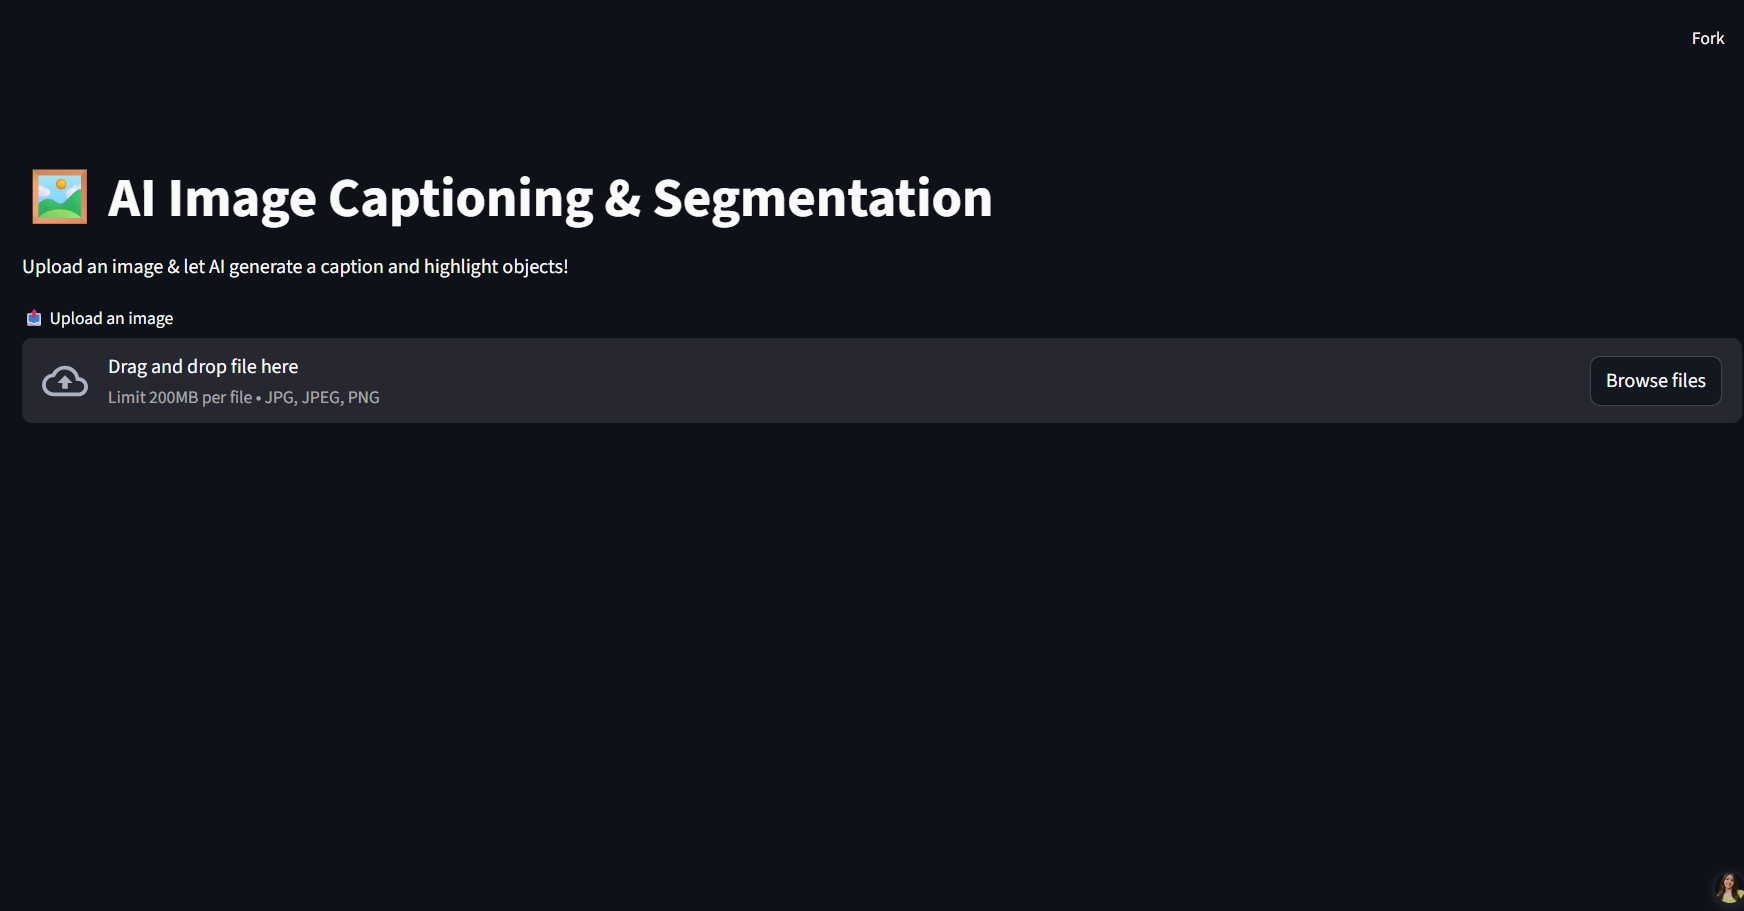 Fork
AI Image Captioning & Segmentation
Upload an image & let AI generate a caption and highlight objects!
Upload an image
Drag and drop file here
Limit 200MB per file • JPG, JPEG, PNG
Browse files